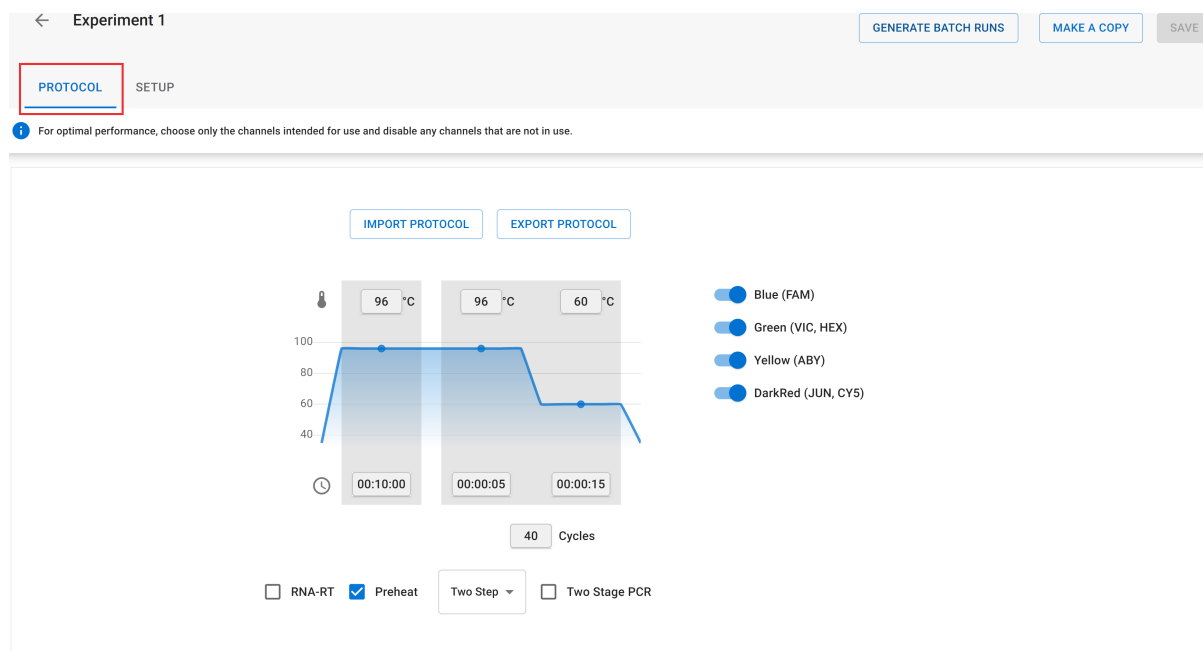 Experiment 1
GENERATE BATCH RUNS
MAKE A COPY
SAVE
PROTOCOL
SETUP
For optimal performance, choose only the channels intended for use and disable any channels that are not in use.
IMPORT PROTOCOL
EXPORT PROTOCOL
96 °C
96 °C
60 °C
100
80
60
40
00:10:00
00:00:05
00:00:15
40 Cycles
Blue (FAM)
Green (VIC, HEX)
Yellow (ABY)
DarkRed (JUN, CY5)
RNA-RT
Preheat
Two Step
Two Stage PCR